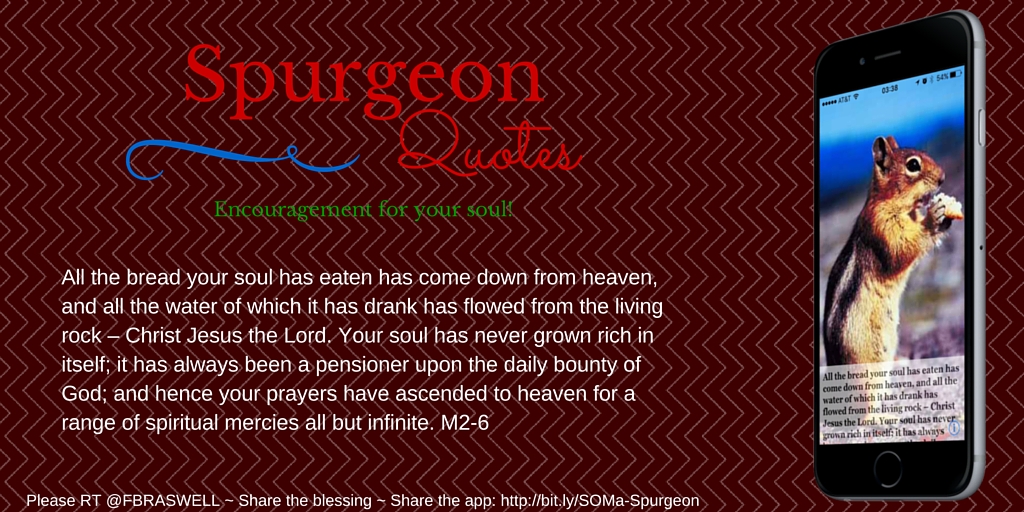 Spurgeon
Quotes
Encouragement for your soul!
All the bread your soul has eaten has come down from heaven,
and all the water of which it has drank has flowed from the living
rock – Christ Jesus the Lord. Your soul has never grown rich in
itself; it has always been a pensioner upon the daily bounty of
God; and hence your prayers have ascended to heaven for a
range of spiritual mercies all but infinite. M2-6
Please RT @FBRASWELL ~ Share the blessing ~ Share the app: http://bit.ly/SOMa-Spurgeon
AT&T 03:38 54%
All the bread your soul has eaten has
come down from heaven, and all the
water of which it has drank has
flowed from the living rock – Christ
Jesus the Lord. Your soul has never
grown rich in itself; it has always